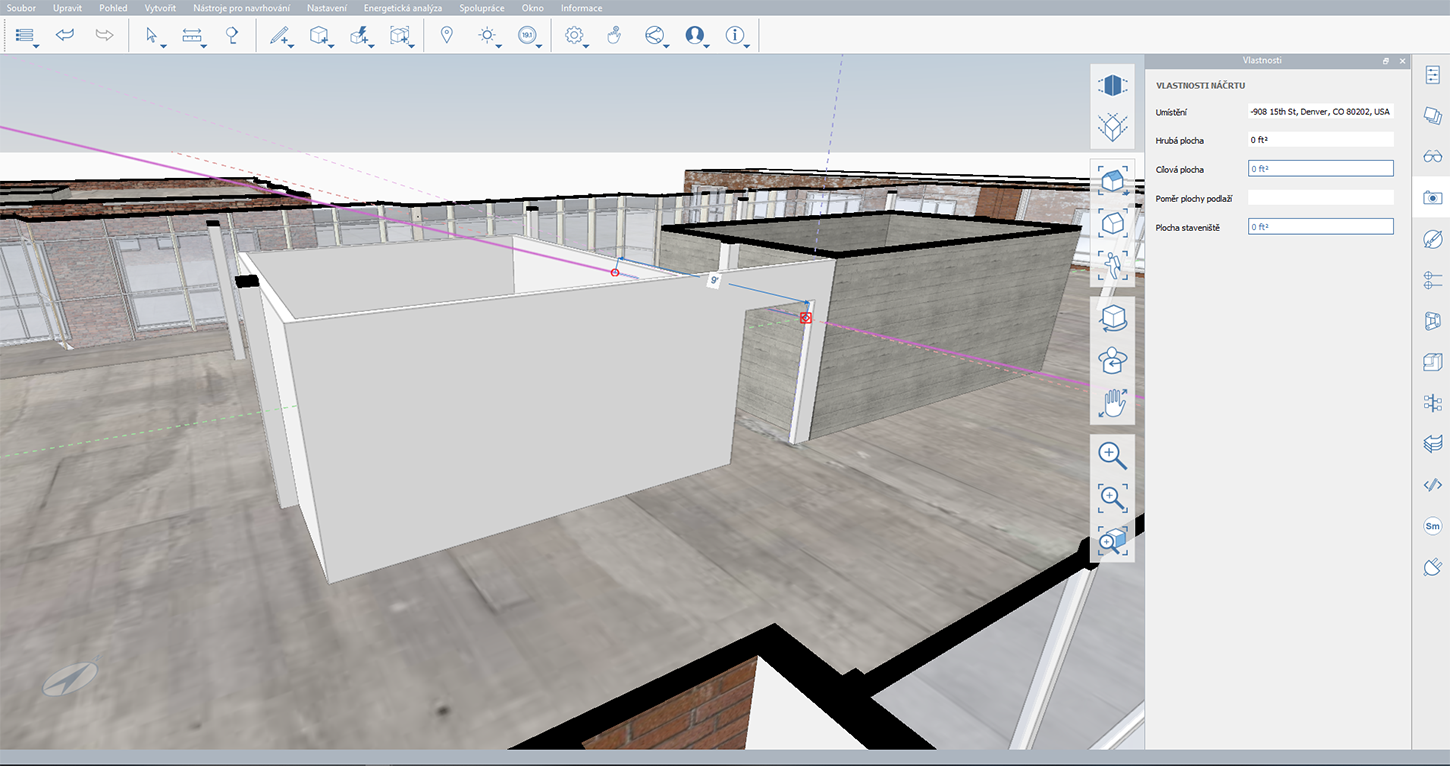 Soubor Upravit Pohled Vytvořit Nástroje pro navrhování Nastavení Energetická analýza Spolupráce Okno Informace
19:1
Vlastnosti
VLASTNOSTI NÁČRTU
Umístění -908 15th St, Denver, CO 80202, USA
Hrubá plocha 0 ft²
Cílová plocha 0 ft²
Poměr plochy podlaží
Plocha staveniště 0 ft²
9'
Sm